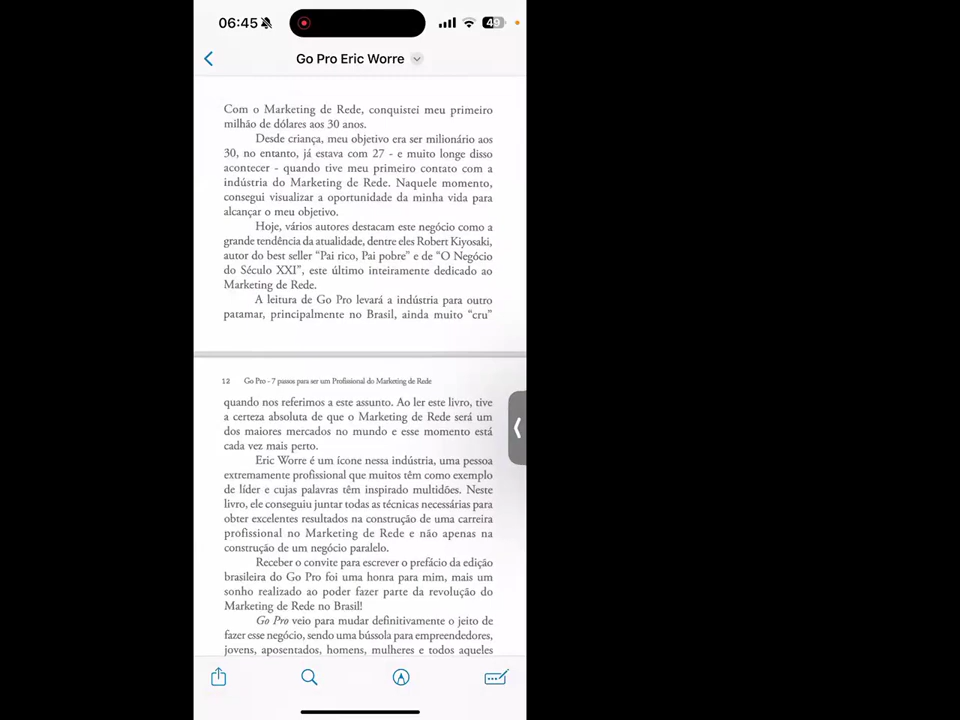 06:45
49
Go Pro Eric Worre
Com o Marketing de Rede, conquistei meu primeiro
milhão de dólares aos 30 anos.
Desde criança, meu objetivo era ser milionário aos
30, no entanto, já estava com 27 - e muito longe disso
acontecer - quando tive meu primeiro contato com a
indústria do Marketing de Rede. Naquele momento,
consegui visualizar a oportunidade da minha vida para
alcançar o meu objetivo.
Hoje, vários autores destacam este negócio como a
grande tendência da atualidade, dentre eles Robert Kiyosaki,
autor do best seller “Pai rico, Pai pobre” e de “O Negócio
do Século XXI”, este último inteiramente dedicado ao
Marketing de Rede.
A leitura de Go Pro levará a indústria para outro
patamar, principalmente no Brasil, ainda muito “cru”
12 Go Pro - 7 passos para ser um Profissional do Marketing de Rede
quando nos referimos a este assunto. Ao ler este livro, tive
a certeza absoluta de que o Marketing de Rede será um
dos maiores mercados no mundo e esse momento está
cada vez mais perto.
Eric Worre é um ícone nessa indústria, uma pessoa
extremamente profissional que muitos têm como exemplo
de líder e cujas palavras têm inspirado multidões. Neste
livro, ele conseguiu juntar todas as técnicas necessárias para
obter excelentes resultados na construção de uma carreira
profissional no Marketing de Rede e não apenas na
construção de um negócio paralelo.
Receber o convite para escrever o prefácio da edição
brasileira do Go Pro foi uma honra para mim, mais um
sonho realizado ao poder fazer parte da revolução do
Marketing de Rede no Brasil!
Go Pro veio para mudar definitivamente o jeito de
fazer esse negócio, sendo uma bússola para empreendedores,
jovens, aposentados, homens, mulheres e todos aqueles